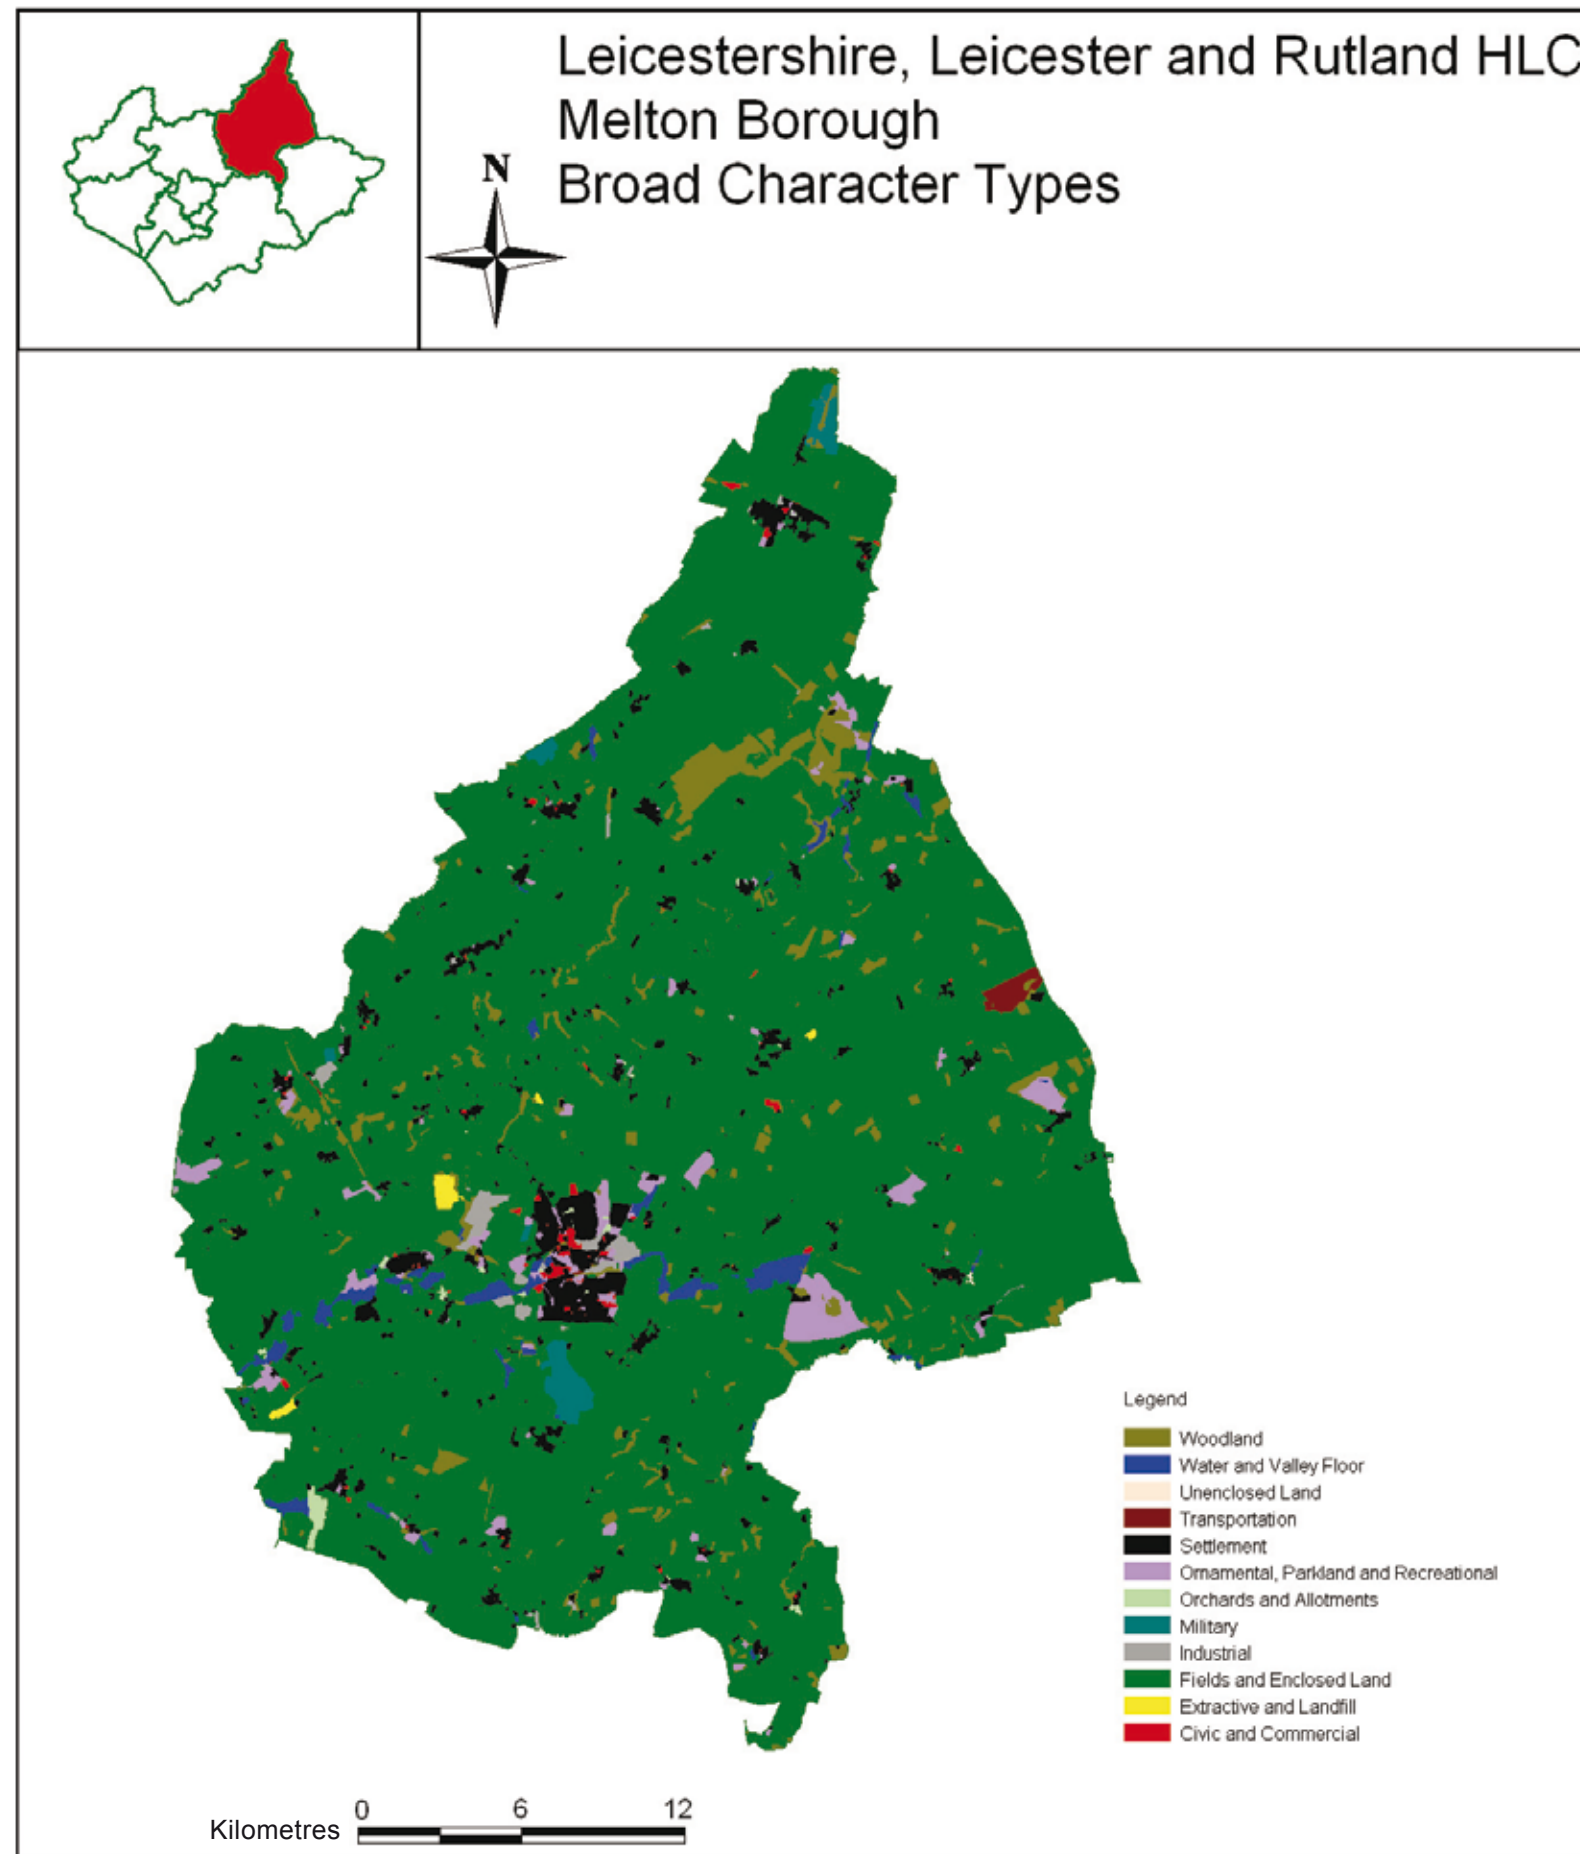 Leicestershire, Leicester and Rutland HLC
Melton Borough
Broad Character Types
N
Legend
Woodland
Water and Valley Floor
Unenclosed Land
Transportation
Settlement
Ornamental, Parkland and Recreational
Orchards and Allotments
Military
Industrial
Fields and Enclosed Land
Extractive and Landfill
Civic and Commercial
0 6 12
Kilometres